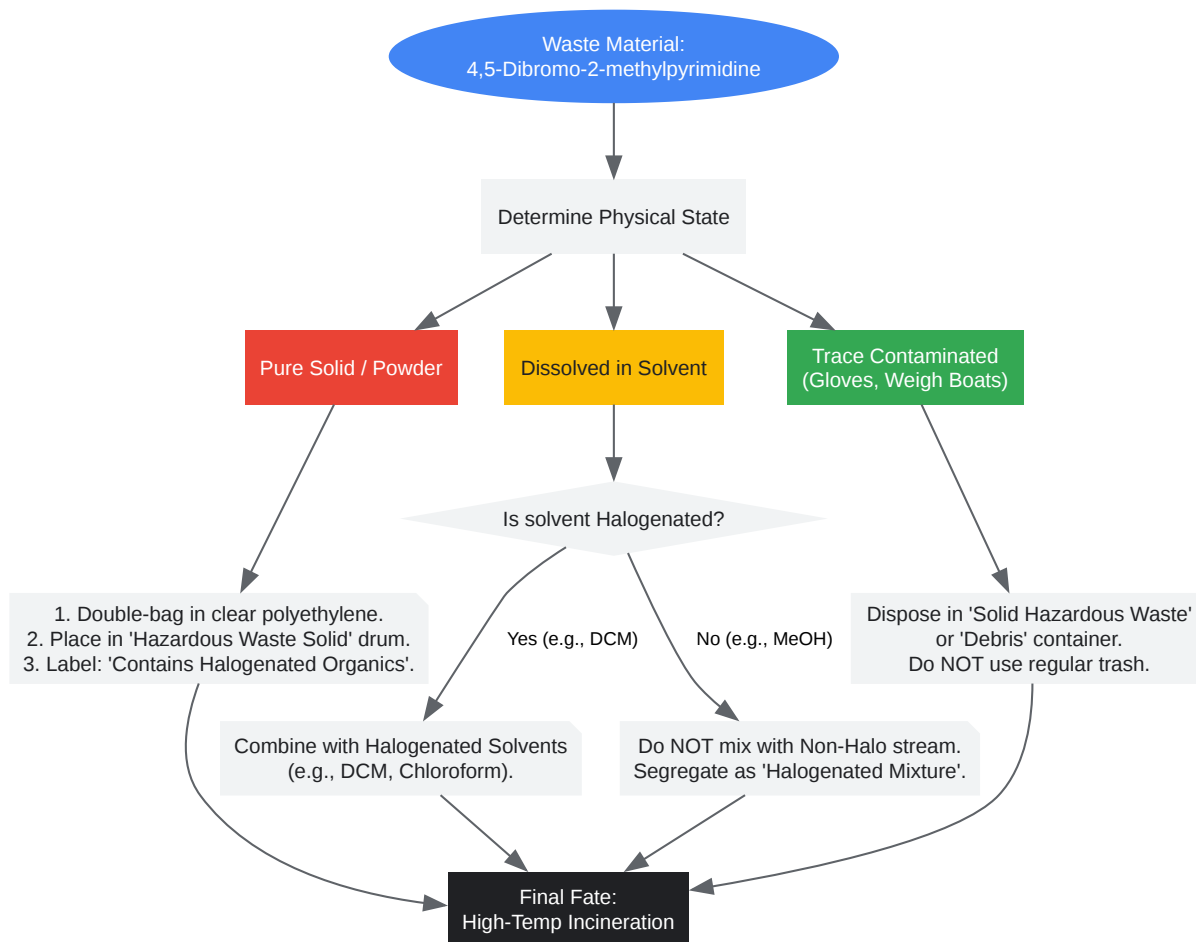 Waste Material:
4,5-Dibromo-2-methylpyrimidine
Determine Physical State
Pure Solid / Powder
Dissolved in Solvent
Trace Contaminated
(Gloves, Weigh Boats)
Is solvent Halogenated?
1. Double-bag in clear polyethylene.
2. Place in 'Hazardous Waste Solid' drum.
3. Label: 'Contains Halogenated Organics'.
Yes (e.g., DCM)
No (e.g., MeOH)
Dispose in 'Solid Hazardous Waste'
or 'Debris' container.
Do NOT use regular trash.
Combine with Halogenated Solvents
(e.g., DCM, Chloroform).
Do NOT mix with Non-Halo stream.
Segregate as 'Halogenated Mixture'.
Final Fate:
High-Temp Incineration